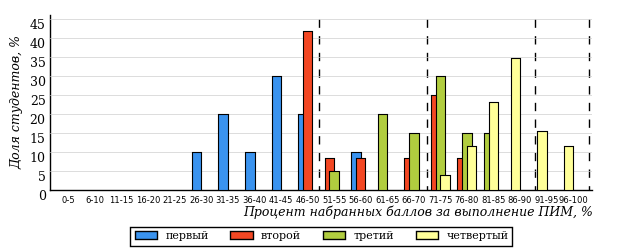 Доля студентов, %
45
40
35
30
25
20
15
10
5
0
0-5 6-10 11-15 16-20 21-25 26-30 31-35 36-40 41-45 46-50 51-55 56-60 61-65 66-70 71-75 76-80 81-85 86-90 91-95 96-100
Процент набранных баллов за выполнение ПИМ, %
первый второй третий четвертый